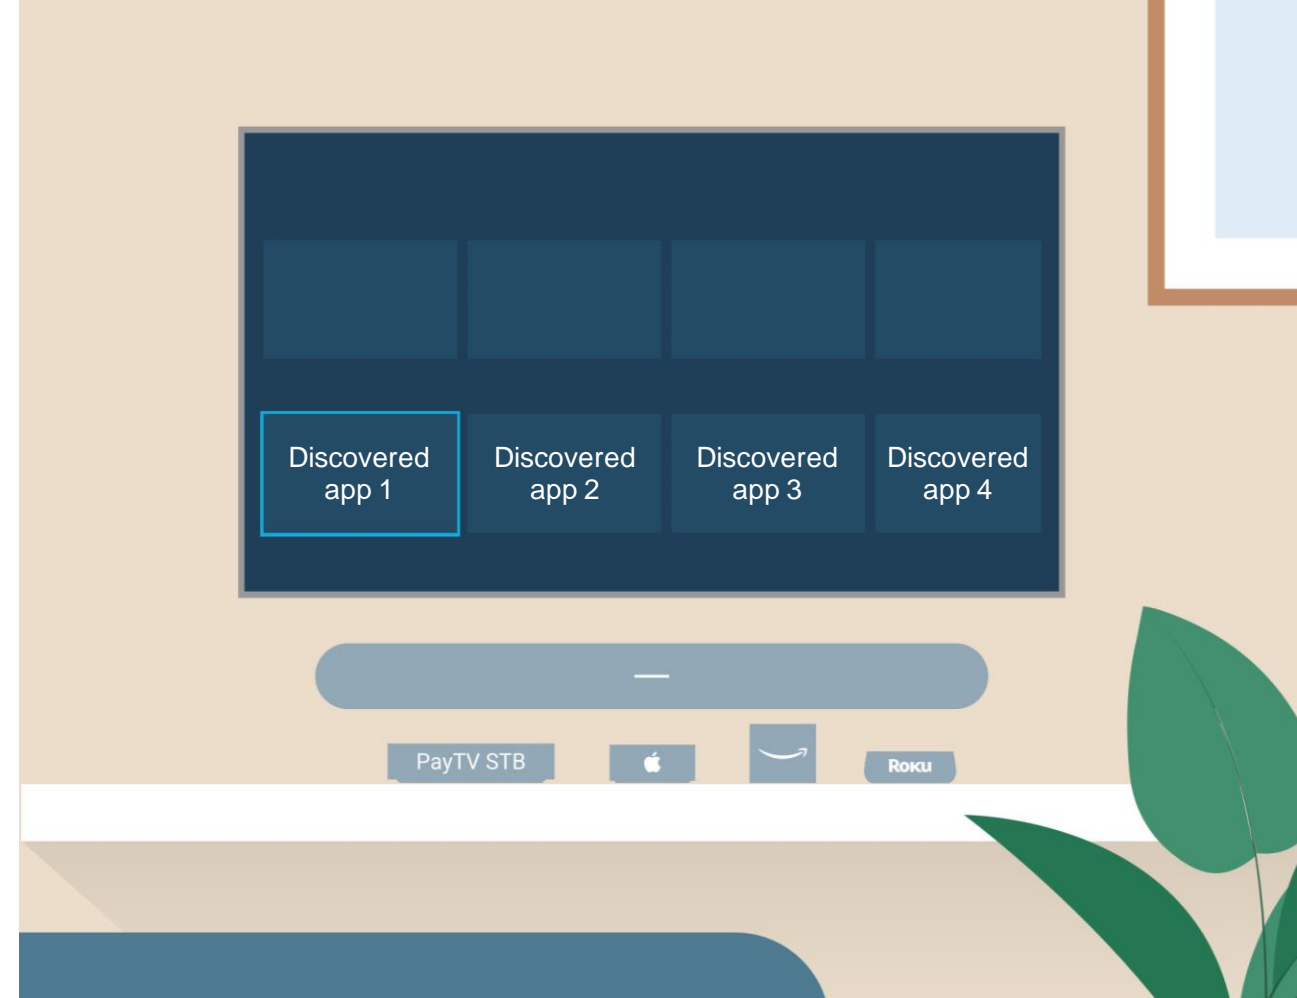 Discovered
app 1
Discovered
app 2
Discovered
app 3
Discovered
app 4
PayTV STB
Roku